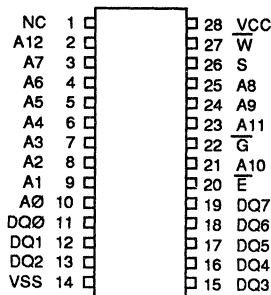 NC 1 28 VCC
A12 2 27 W̅
A7 3 26 S
A6 4 25 A8
A5 5 24 A9
A4 6 23 A11
A3 7 22 G̅
A2 8 21 A10
A1 9 20 E̅
AØ 10 19 DQ7
DQØ 11 18 DQ6
DQ1 12 17 DQ5
DQ2 13 16 DQ4
VSS 14 15 DQ3